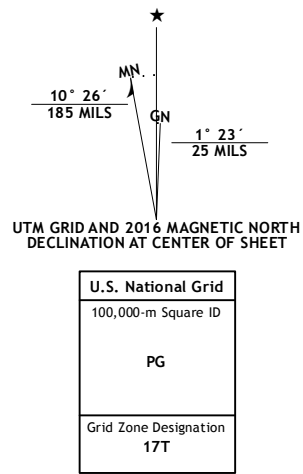 ★
MN
10° 26´
185 MILS
GN
1° 23´
25 MILS
UTM GRID AND 2016 MAGNETIC NORTH
DECLINATION AT CENTER OF SHEET
U.S. National Grid
100,000-m Square ID
PG
Grid Zone Designation
17T